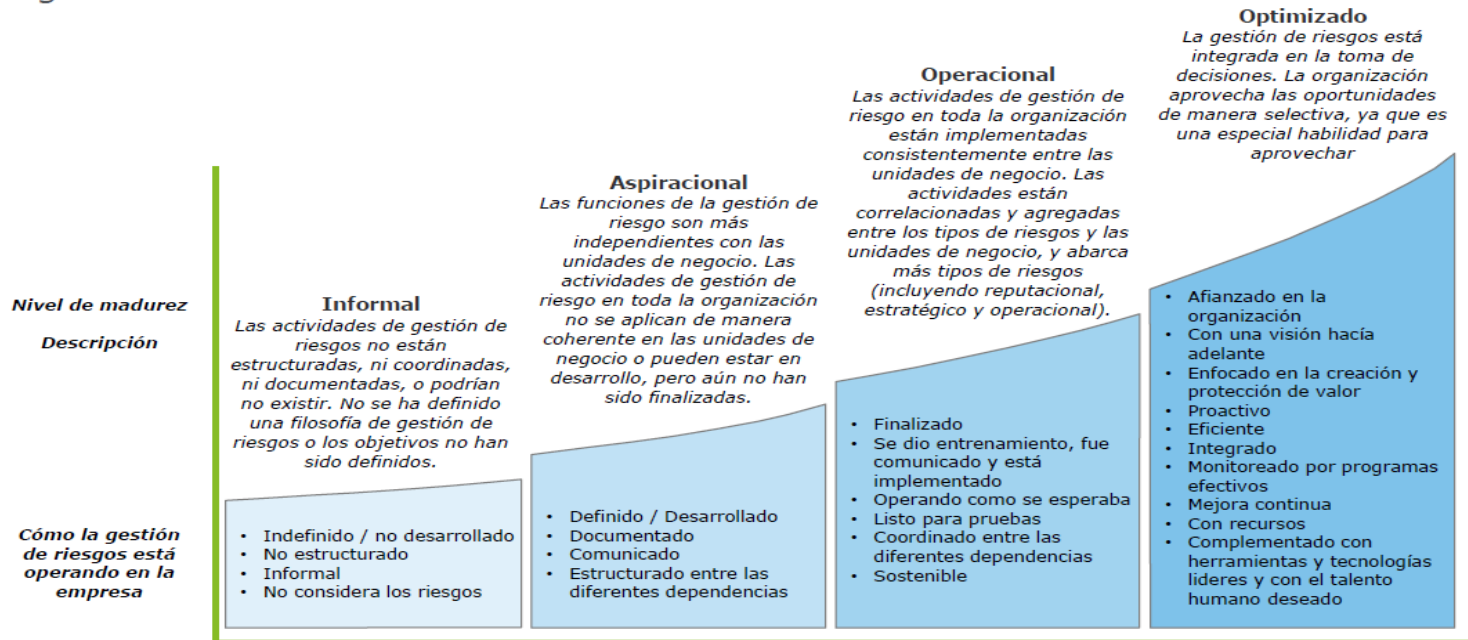 Nivel de madurez
Descripción
Informal
Las actividades de gestión de
riesgos no están
estructuradas, ni coordinadas,
ni documentadas, o podrían
no existir. No se ha definido
una filosofía de gestión de
riesgos o los objetivos no han
sido definidos.
Aspiracional
Las funciones de la gestión de
riesgo son más
independientes con las
unidades de negocio. Las
actividades de gestión de
riesgo en toda la organización
no se aplican de manera
coherente en las unidades de
negocio o pueden estar en
desarrollo, pero aún no han
sido finalizadas.
Operacional
Las actividades de gestión de
riesgo en toda la organización
están implementadas
consistentemente entre las
unidades de negocio. Las
actividades están
correlacionadas y agregadas
entre los tipos de riesgos y las
unidades de negocio, y abarca
más tipos de riesgos
(incluyendo reputacional,
estratégico y operacional).
Optimizado
La gestión de riesgos está
integrada en la toma de
decisiones. La organización
aprovecha las oportunidades
de manera selectiva, ya que es
una especial habilidad para
aprovechar
Cómo la gestión
de riesgos está
operando en la
empresa
• Indefinido / no desarrollado
• No estructurado
• Informal
• No considera los riesgos
• Definido / Desarrollado
• Documentado
• Comunicado
• Estructurado entre las
diferentes dependencias
• Finalizado
• Se dio entrenamiento, fue
comunicado y está
implementado
• Operando como se esperaba
• Listo para pruebas
• Coordinado entre las
diferentes dependencias
• Sostenible
• Afianzado en la
organización
• Con una visión hacía
adelante
• Enfocado en la creación y
protección de valor
• Proactivo
• Eficiente
• Integrado
• Monitoreado por programas
efectivos
• Mejora continua
• Con recursos
• Complementado con
herramientas y tecnologías
lideres y con el talento
humano deseado